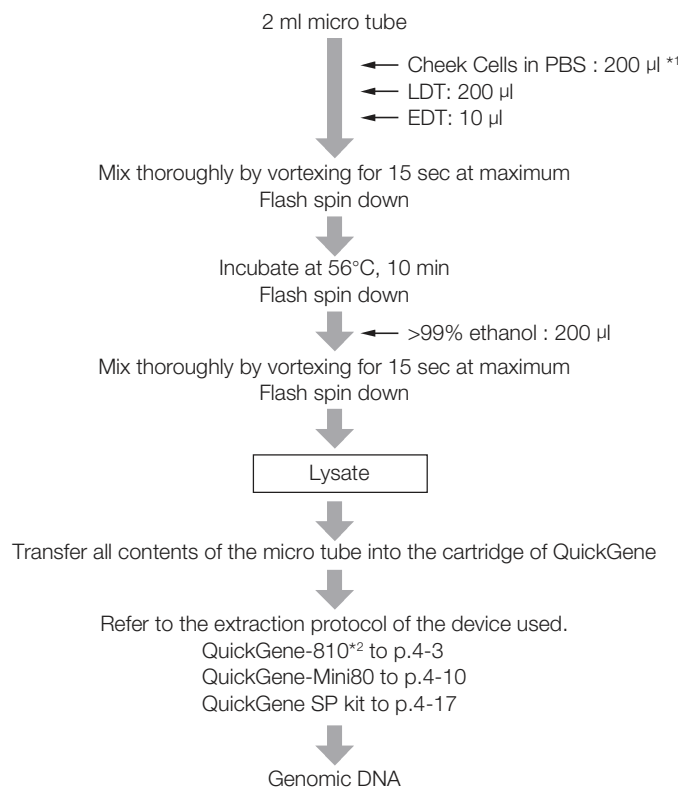 2 ml micro tube
Cheek Cells in PBS : 200 µl *1
LDT: 200 µl
EDT: 10 µl
Mix thoroughly by vortexing for 15 sec at maximum
Flash spin down
Incubate at 56°C, 10 min
Flash spin down
>99% ethanol : 200 µl
Mix thoroughly by vortexing for 15 sec at maximum
Flash spin down
Lysate
Transfer all contents of the micro tube into the cartridge of QuickGene
Refer to the extraction protocol of the device used.
QuickGene-810*2 to p.4-3
QuickGene-Mini80 to p.4-10
QuickGene SP kit to p.4-17
Genomic DNA